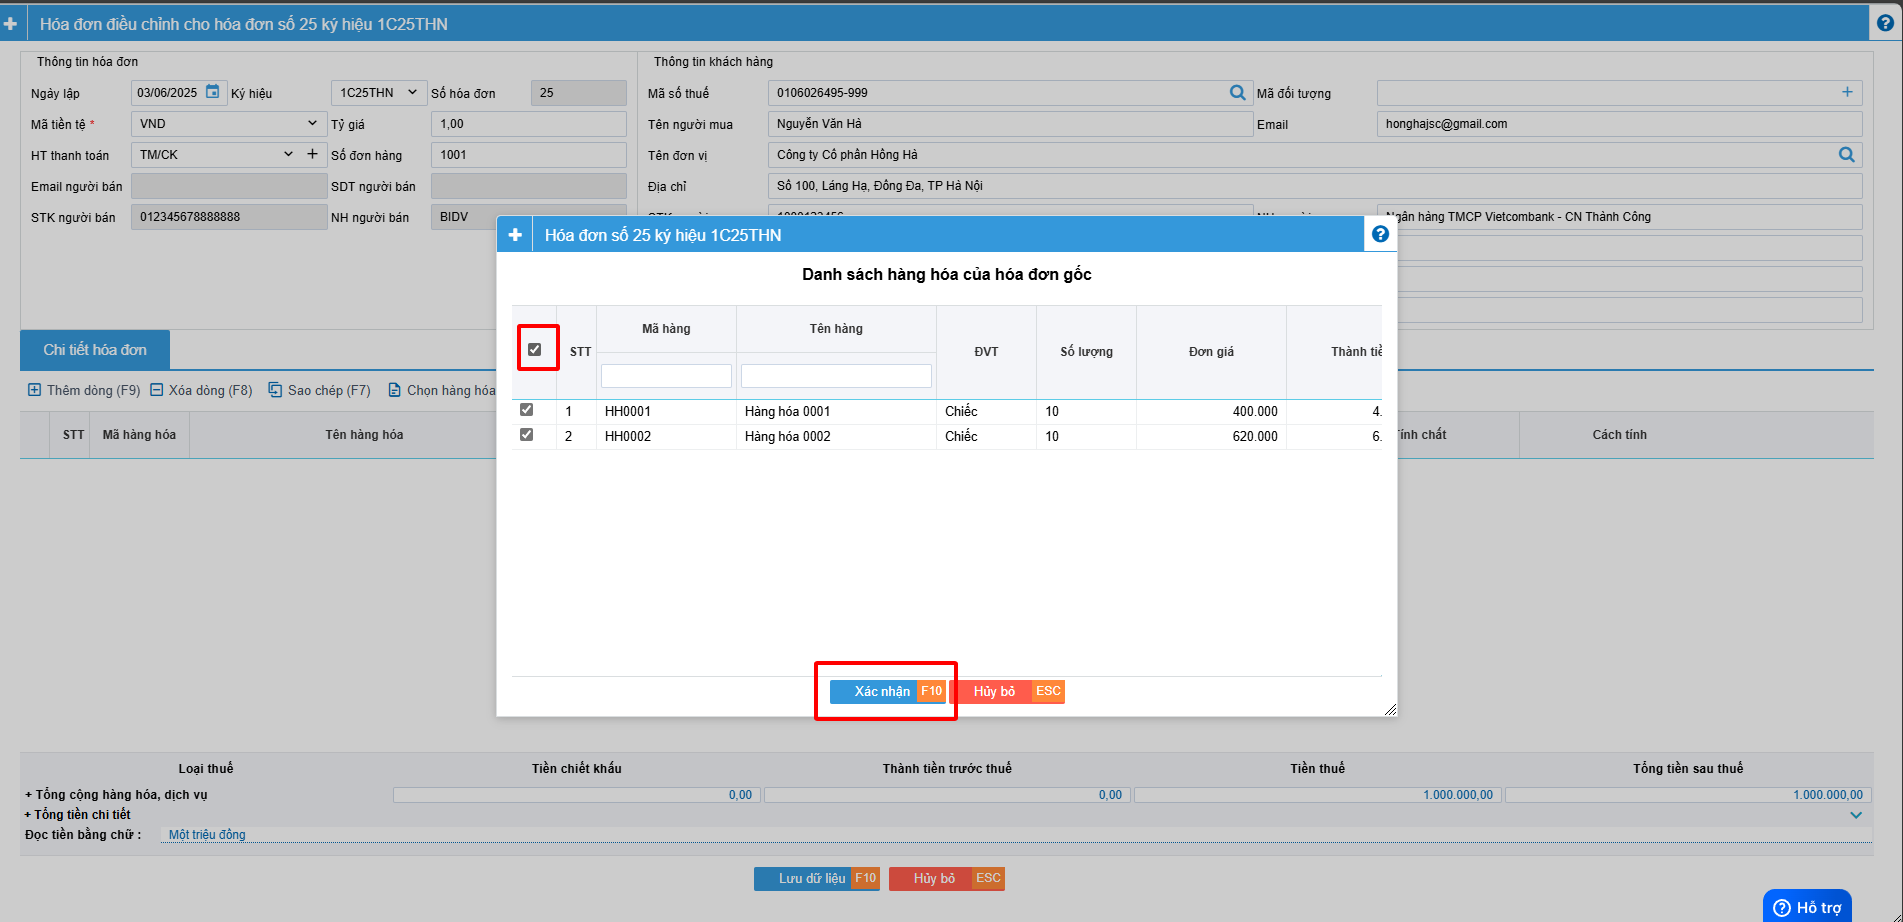 Hóa đơn điều chỉnh cho hóa đơn số 25 ký hiệu 1C25THN
Thông tin hóa đơn
Thông tin khách hàng
Ngày lập 03/06/2025 Ký hiệu 1C25THN Số hóa đơn 25 Mã số thuế 0106026495-999 Mã đối tượng
Mã tiền tệ * VND Tỷ giá 1,00 Tên người mua Nguyễn Văn Hà Email honghajsc@gmail.com
HT thanh toán TM/CK Số đơn hàng 1001 Tên đơn vị Công ty Cổ phần Hồng Hà
Email người bán SDT người bán Địa chỉ Số 100, Láng Hạ, Đống Đa, TP Hà Nội
STK người bán 012345678888888 NH người bán BIDV Ngân hàng TMCP Vietcombank - CN Thành Công
Hóa đơn số 25 ký hiệu 1C25THN
Danh sách hàng hóa của hóa đơn gốc
STT Mã hàng Tên hàng ĐVT Số lượng Đơn giá Thành tiề
1 HH0001 Hàng hóa 0001 Chiếc 10 400.000 4.
2 HH0002 Hàng hóa 0002 Chiếc 10 620.000 6.
Xác nhận F10 Hủy bỏ ESC
Chi tiết hóa đơn
Thêm dòng (F9) Xóa dòng (F8) Sao chép (F7) Chọn hàng hóa
STT Mã hàng hóa Tên hàng hóa Tính chất Cách tính
Loại thuế Tiền chiết khấu Thành tiền trước thuế Tiền thuế Tổng tiền sau thuế
+ Tổng cộng hàng hóa, dịch vụ 0,00 0,00 1.000.000,00 1.000.000,00
+ Tổng tiền chi tiết
Đọc tiền bằng chữ : Một triệu đồng
Lưu dữ liệu F10 Hủy bỏ ESC
Hỗ trợ